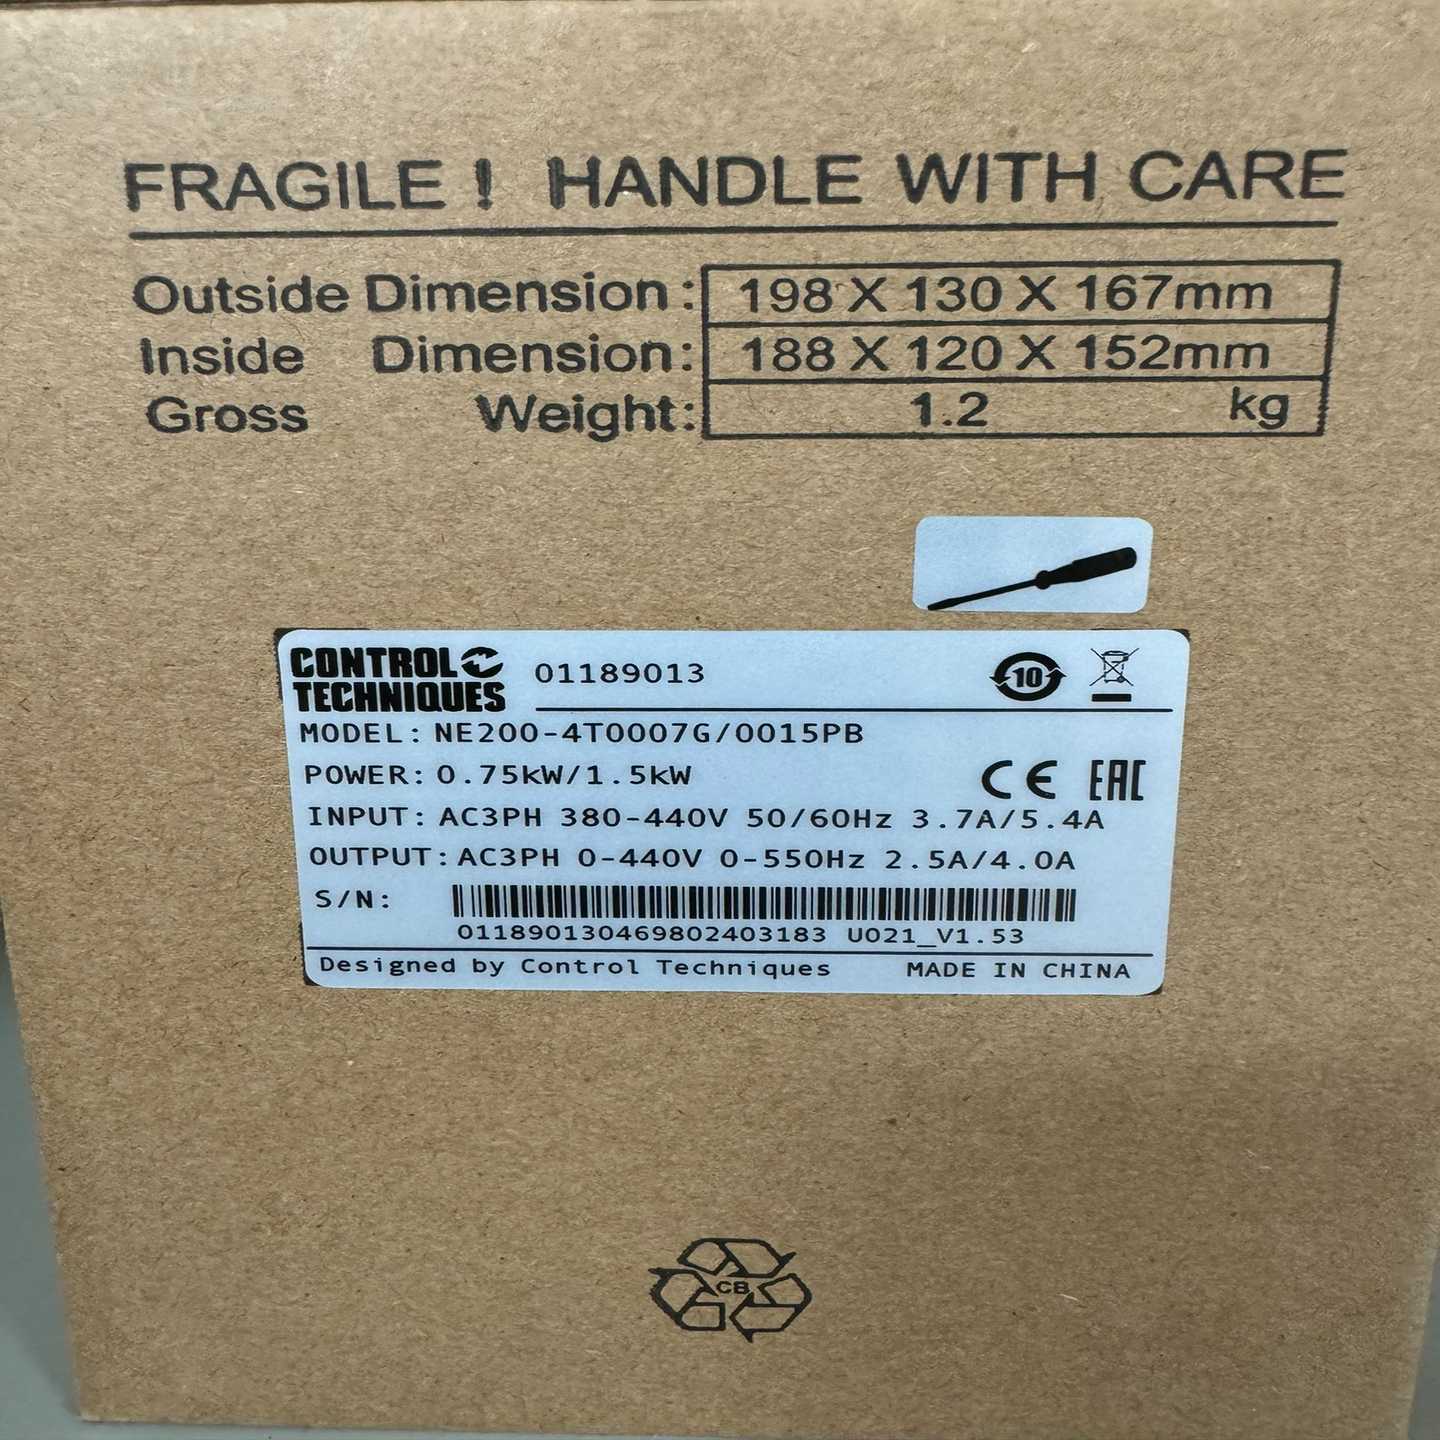 FRAGILE ! HANDLE WITH CARE
Outside Dimension: 198 X 130 X 167mm
Inside Dimension: 188 X 120 X 152mm
Gross Weight: 1.2 kg
CONTROL TECHNIQUES 01189013 10
MODEL: NE200-4T0007G/0015PB
POWER: 0.75kW/1.5kW CE EAC
INPUT: AC3PH 380-440V 50/60Hz 3.7A/5.4A
OUTPUT: AC3PH 0-440V 0-550Hz 2.5A/4.0A
S/N:
011890130469802403183 U021_V1.53
Designed by Control Techniques MADE IN CHINA
CB